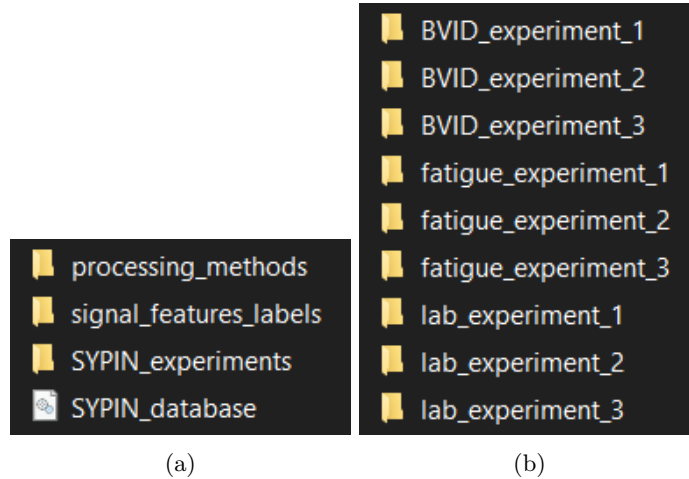 processing_methods
signal_features_labels
SYPIN_experiments
SYPIN_database
(a)
BVID_experiment_1
BVID_experiment_2
BVID_experiment_3
fatigue_experiment_1
fatigue_experiment_2
fatigue_experiment_3
lab_experiment_1
lab_experiment_2
lab_experiment_3
(b)